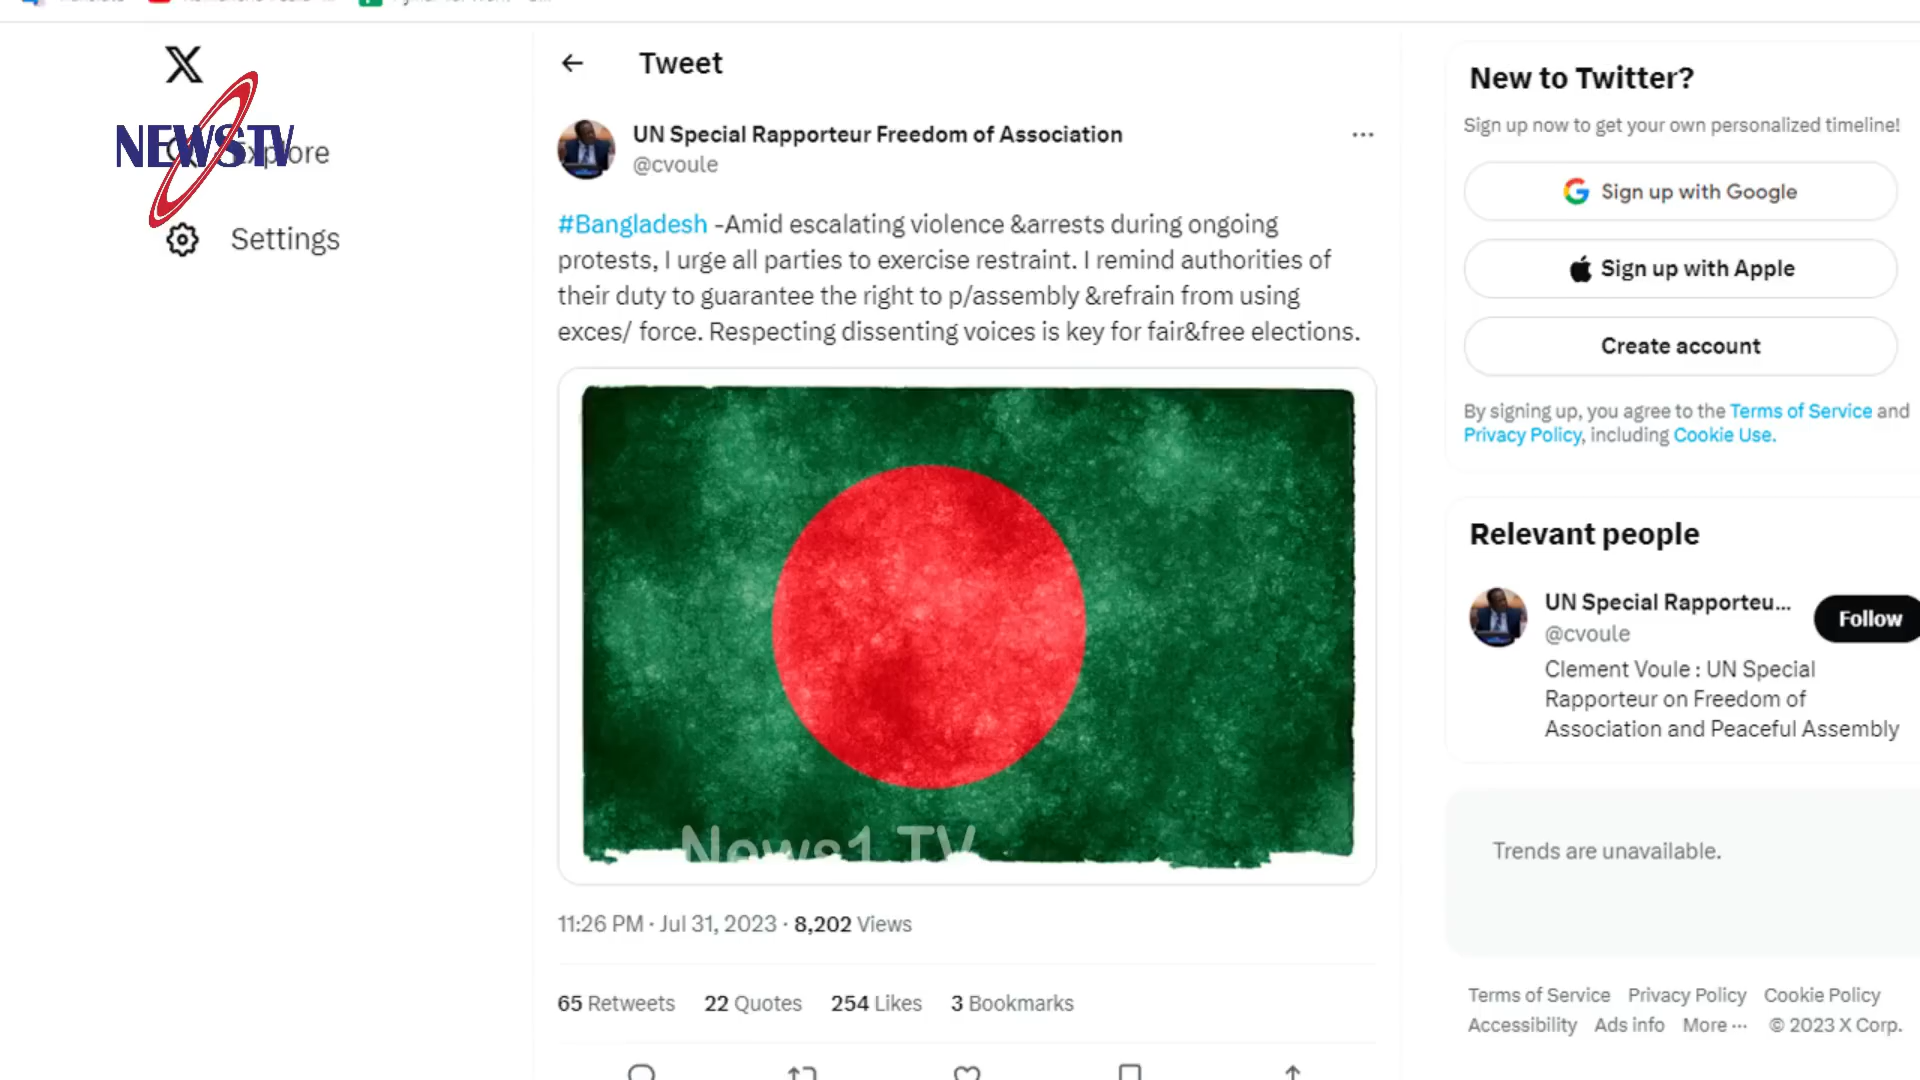 Tweet
NEWSTV
Explore
Settings
UN Special Rapporteur Freedom of Association
@cvoule
#Bangladesh -Amid escalating violence &arrests during ongoing
protests, I urge all parties to exercise restraint. I remind authorities of
their duty to guarantee the right to p/assembly &refrain from using
exces/ force. Respecting dissenting voices is key for fair&free elections.
News1 TV
11:26 PM · Jul 31, 2023 · 8,202 Views
65 Retweets 22 Quotes 254 Likes 3 Bookmarks
New to Twitter?
Sign up now to get your own personalized timeline!
Sign up with Google
Sign up with Apple
Create account
By signing up, you agree to the Terms of Service and
Privacy Policy, including Cookie Use.
Relevant people
UN Special Rapporteu...
@cvoule
Follow
Clement Voule : UN Special
Rapporteur on Freedom of
Association and Peaceful Assembly
Trends are unavailable.
Terms of Service Privacy Policy Cookie Policy
Accessibility Ads info More ··· © 2023 X Corp.